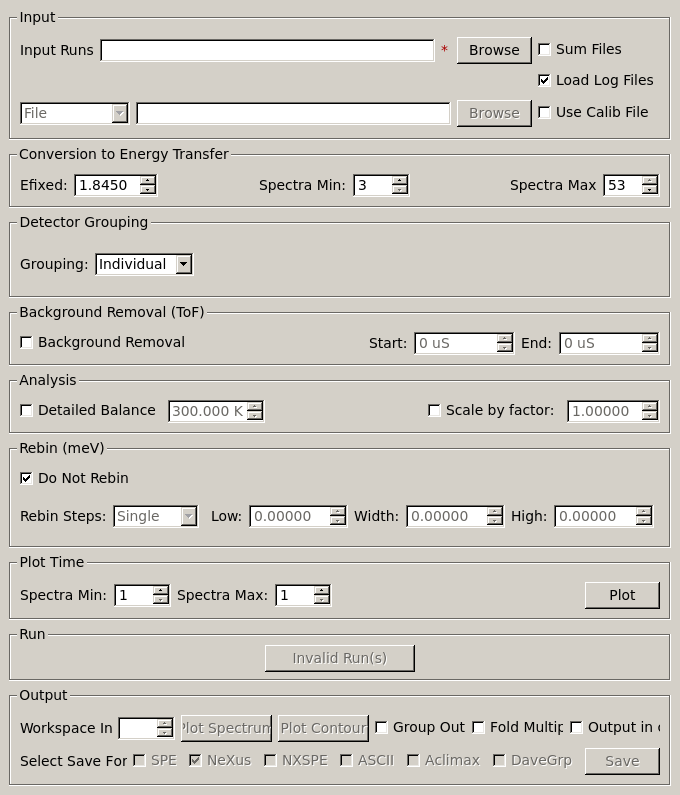 Input
Input Runs * Browse Sum Files
Load Log Files
File Browse Use Calib File
Conversion to Energy Transfer
Efixed: 1.8450 Spectra Min: 3 Spectra Max 53
Detector Grouping
Grouping: Individual
Background Removal (ToF)
Background Removal Start: 0 uS End: 0 uS
Analysis
Detailed Balance 300.000 K Scale by factor: 1.00000
Rebin (meV)
Do Not Rebin
Rebin Steps: Single Low: 0.00000 Width: 0.00000 High: 0.00000
Plot Time
Spectra Min: 1 Spectra Max: 1 Plot
Run
Invalid Run(s)
Output
Workspace In Plot Spectrum Plot Contour Group Out Fold Multip Output in
Select Save For SPE NeXus NXSPE ASCII Aclimax DaveGrp Save